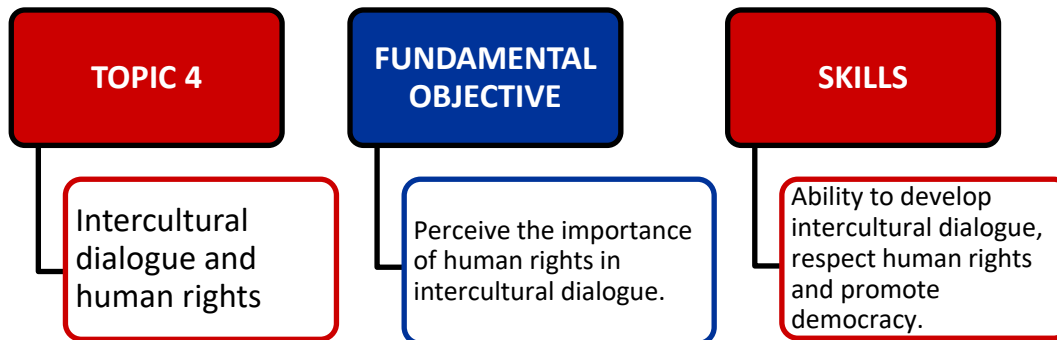 TOPIC 4
Intercultural
dialogue and
human rights
FUNDAMENTAL
OBJECTIVE
Perceive the importance
of human rights in
intercultural dialogue.
SKILLS
Ability to develop
intercultural dialogue,
respect human rights
and promote
democracy.